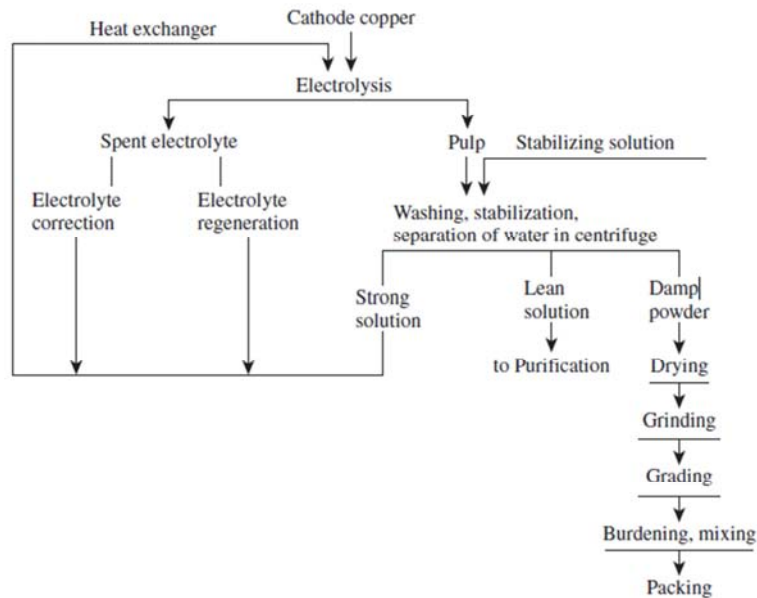 Cathode copper
Heat exchanger
Electrolysis
Spent electrolyte
Pulp
Stabilizing solution
Electrolyte
correction
Electrolyte
regeneration
Washing, stabilization,
separation of water in centrifuge
Strong
solution
Lean
solution
Damp
powder
to Purification
Drying
Grinding
Grading
Burdening, mixing
Packing